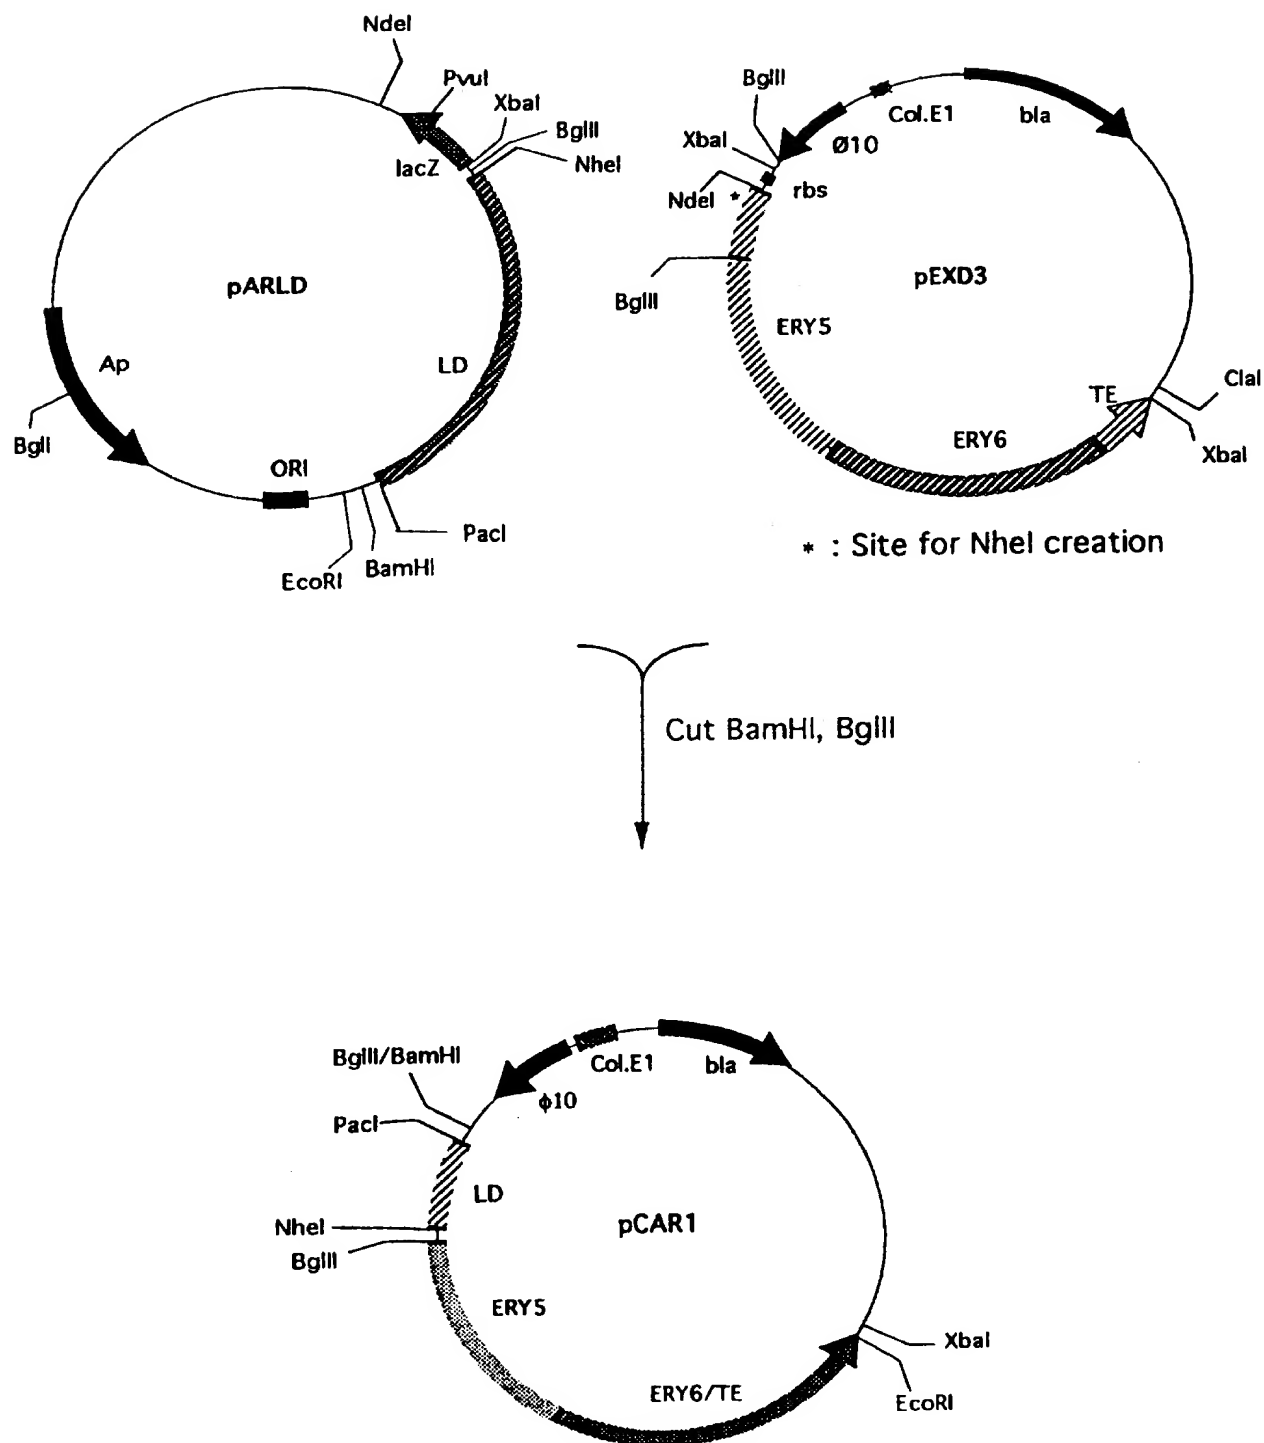 NdeI
PvuI
XbaI
BglII
NheI
lacZ
pARLD
Ap
LD
BglI
ORI
PacI
BamHI
EcoRI
BglII
Col.E1
bla
XbaI
Ø10
NdeI *
rbs
pEXD3
BglII
ERY5
TE
ClaI
ERY6
XbaI
* : Site for NheI creation
Cut BamHI, BglII
BglII/BamHI
Col.E1
bla
φ10
PacI
LD
pCAR1
NheI
BglII
ERY5
XbaI
ERY6/TE
EcoRI